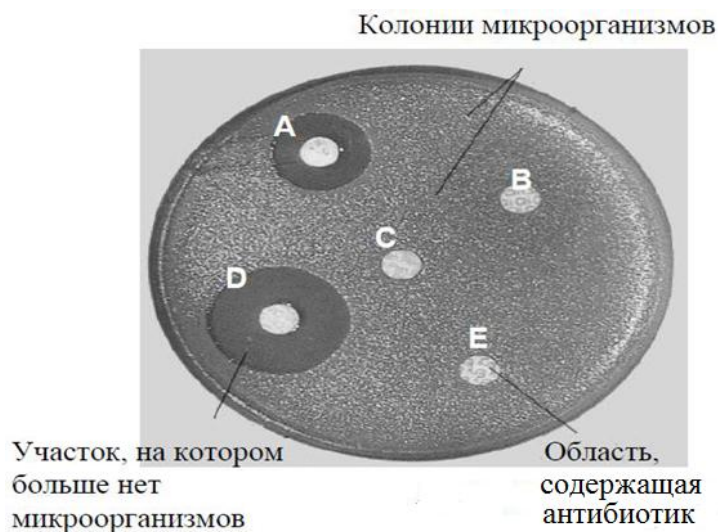 Колонии микроорганизмов
A
B
C
D
E
Участок, на котором
больше нет
микроорганизмов
Область,
содержащая
антибиотик